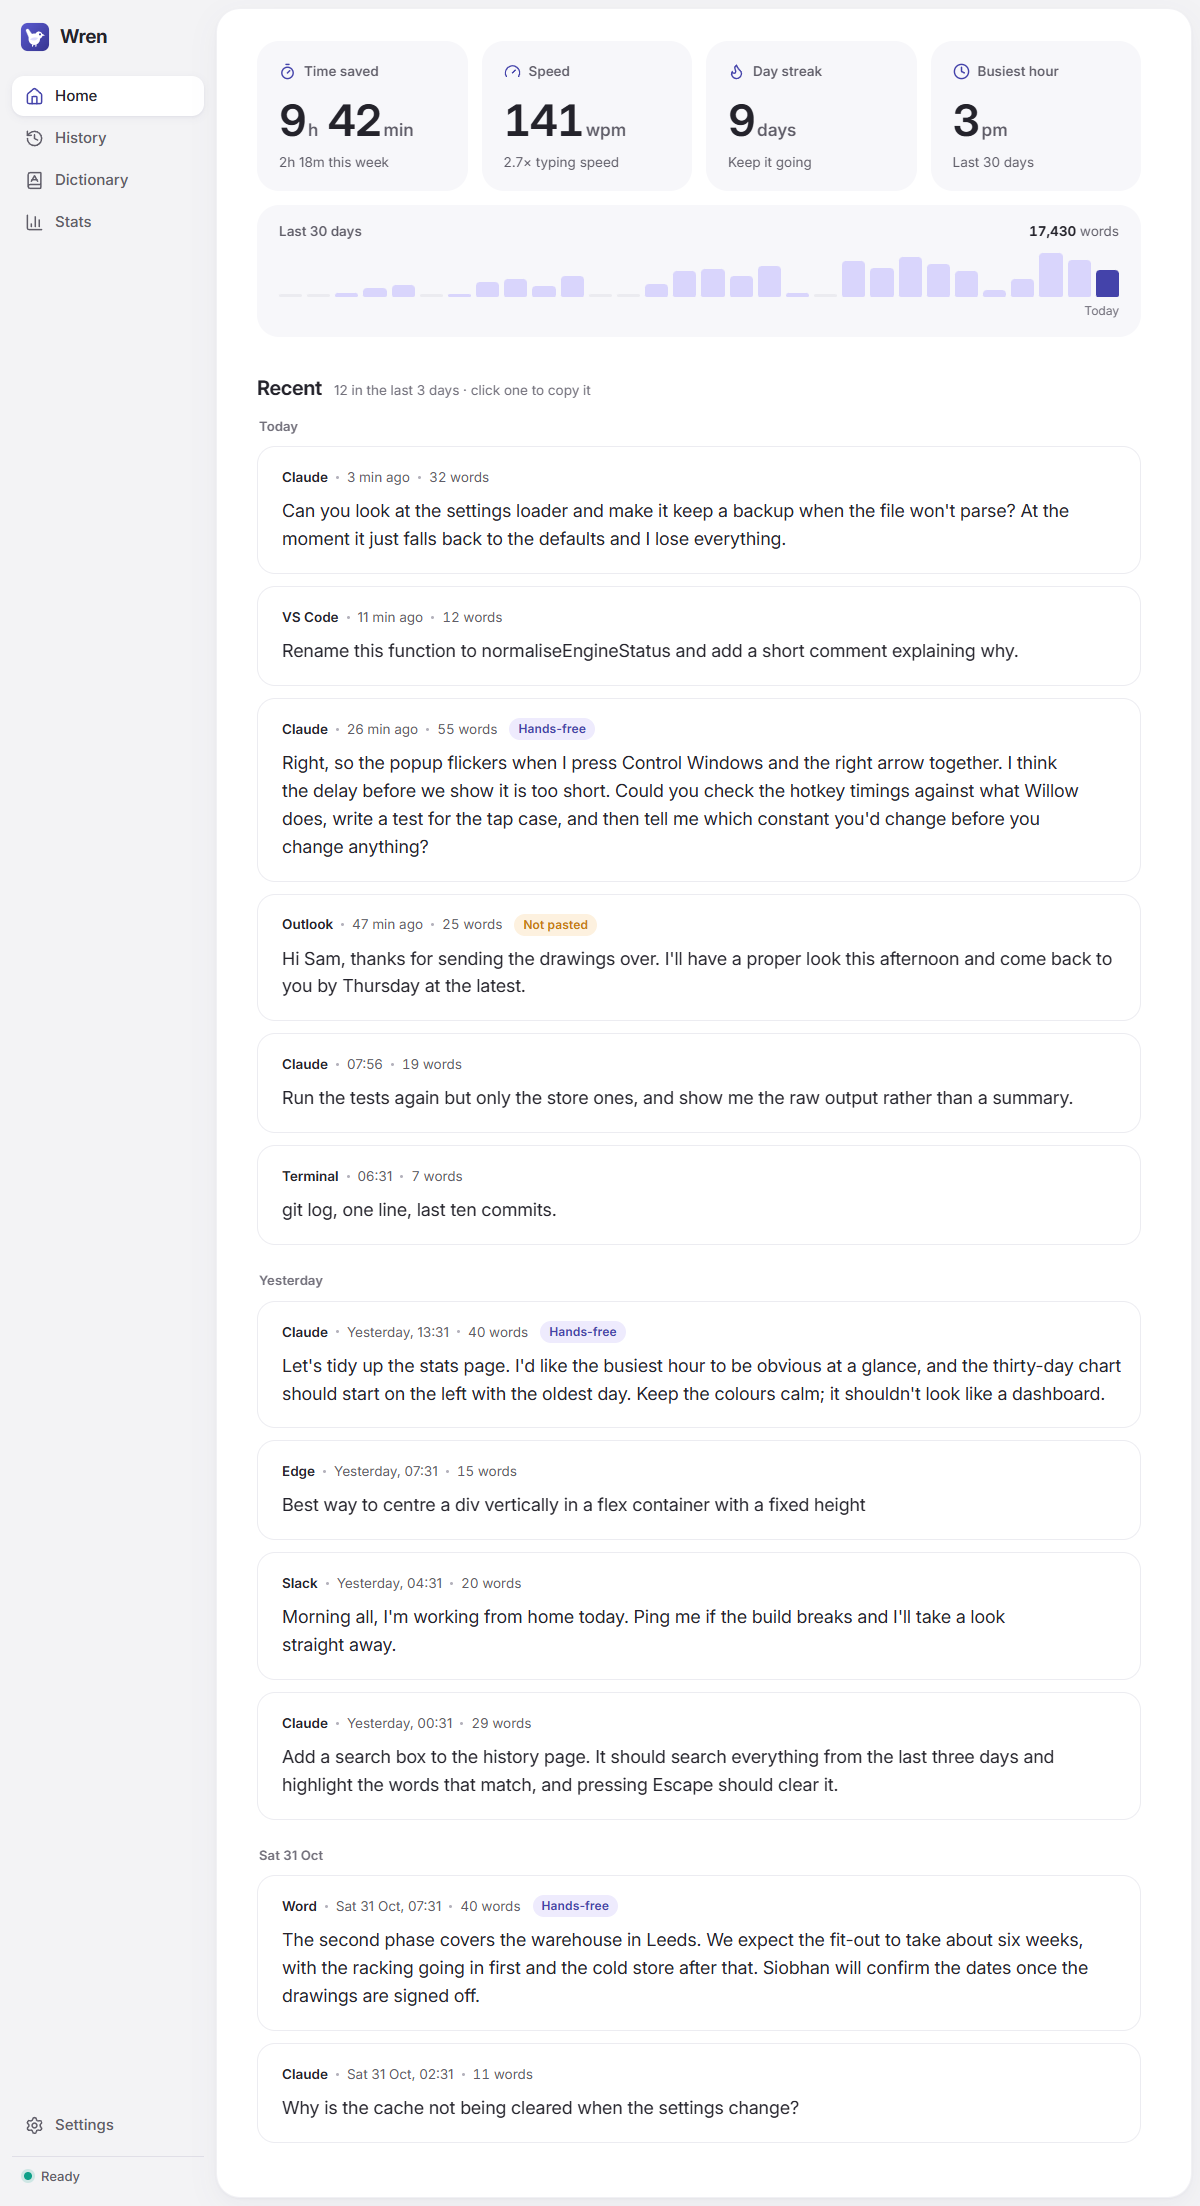 Wren
Home
History
Dictionary
Stats
Settings
Ready
Time saved
9h 42min
2h 18m this week
Speed
141wpm
2.7× typing speed
Day streak
9days
Keep it going
Busiest hour
3pm
Last 30 days
Last 30 days
17,430 words
Today
Recent 12 in the last 3 days · click one to copy it
Today
Claude · 3 min ago · 32 words
Can you look at the settings loader and make it keep a backup when the file won't parse? At the
moment it just falls back to the defaults and I lose everything.
VS Code · 11 min ago · 12 words
Rename this function to normaliseEngineStatus and add a short comment explaining why.
Claude · 26 min ago · 55 words Hands-free
Right, so the popup flickers when I press Control Windows and the right arrow together. I think
the delay before we show it is too short. Could you check the hotkey timings against what Willow
does, write a test for the tap case, and then tell me which constant you'd change before you
change anything?
Outlook · 47 min ago · 25 words Not pasted
Hi Sam, thanks for sending the drawings over. I'll have a proper look this afternoon and come back to
you by Thursday at the latest.
Claude · 07:56 · 19 words
Run the tests again but only the store ones, and show me the raw output rather than a summary.
Terminal · 06:31 · 7 words
git log, one line, last ten commits.
Yesterday
Claude · Yesterday, 13:31 · 40 words Hands-free
Let's tidy up the stats page. I'd like the busiest hour to be obvious at a glance, and the thirty-day chart
should start on the left with the oldest day. Keep the colours calm; it shouldn't look like a dashboard.
Edge · Yesterday, 07:31 · 15 words
Best way to centre a div vertically in a flex container with a fixed height
Slack · Yesterday, 04:31 · 20 words
Morning all, I'm working from home today. Ping me if the build breaks and I'll take a look
straight away.
Claude · Yesterday, 00:31 · 29 words
Add a search box to the history page. It should search everything from the last three days and
highlight the words that match, and pressing Escape should clear it.
Sat 31 Oct
Word · Sat 31 Oct, 07:31 · 40 words Hands-free
The second phase covers the warehouse in Leeds. We expect the fit-out to take about six weeks,
with the racking going in first and the cold store after that. Siobhan will confirm the dates once the
drawings are signed off.
Claude · Sat 31 Oct, 02:31 · 11 words
Why is the cache not being cleared when the settings change?